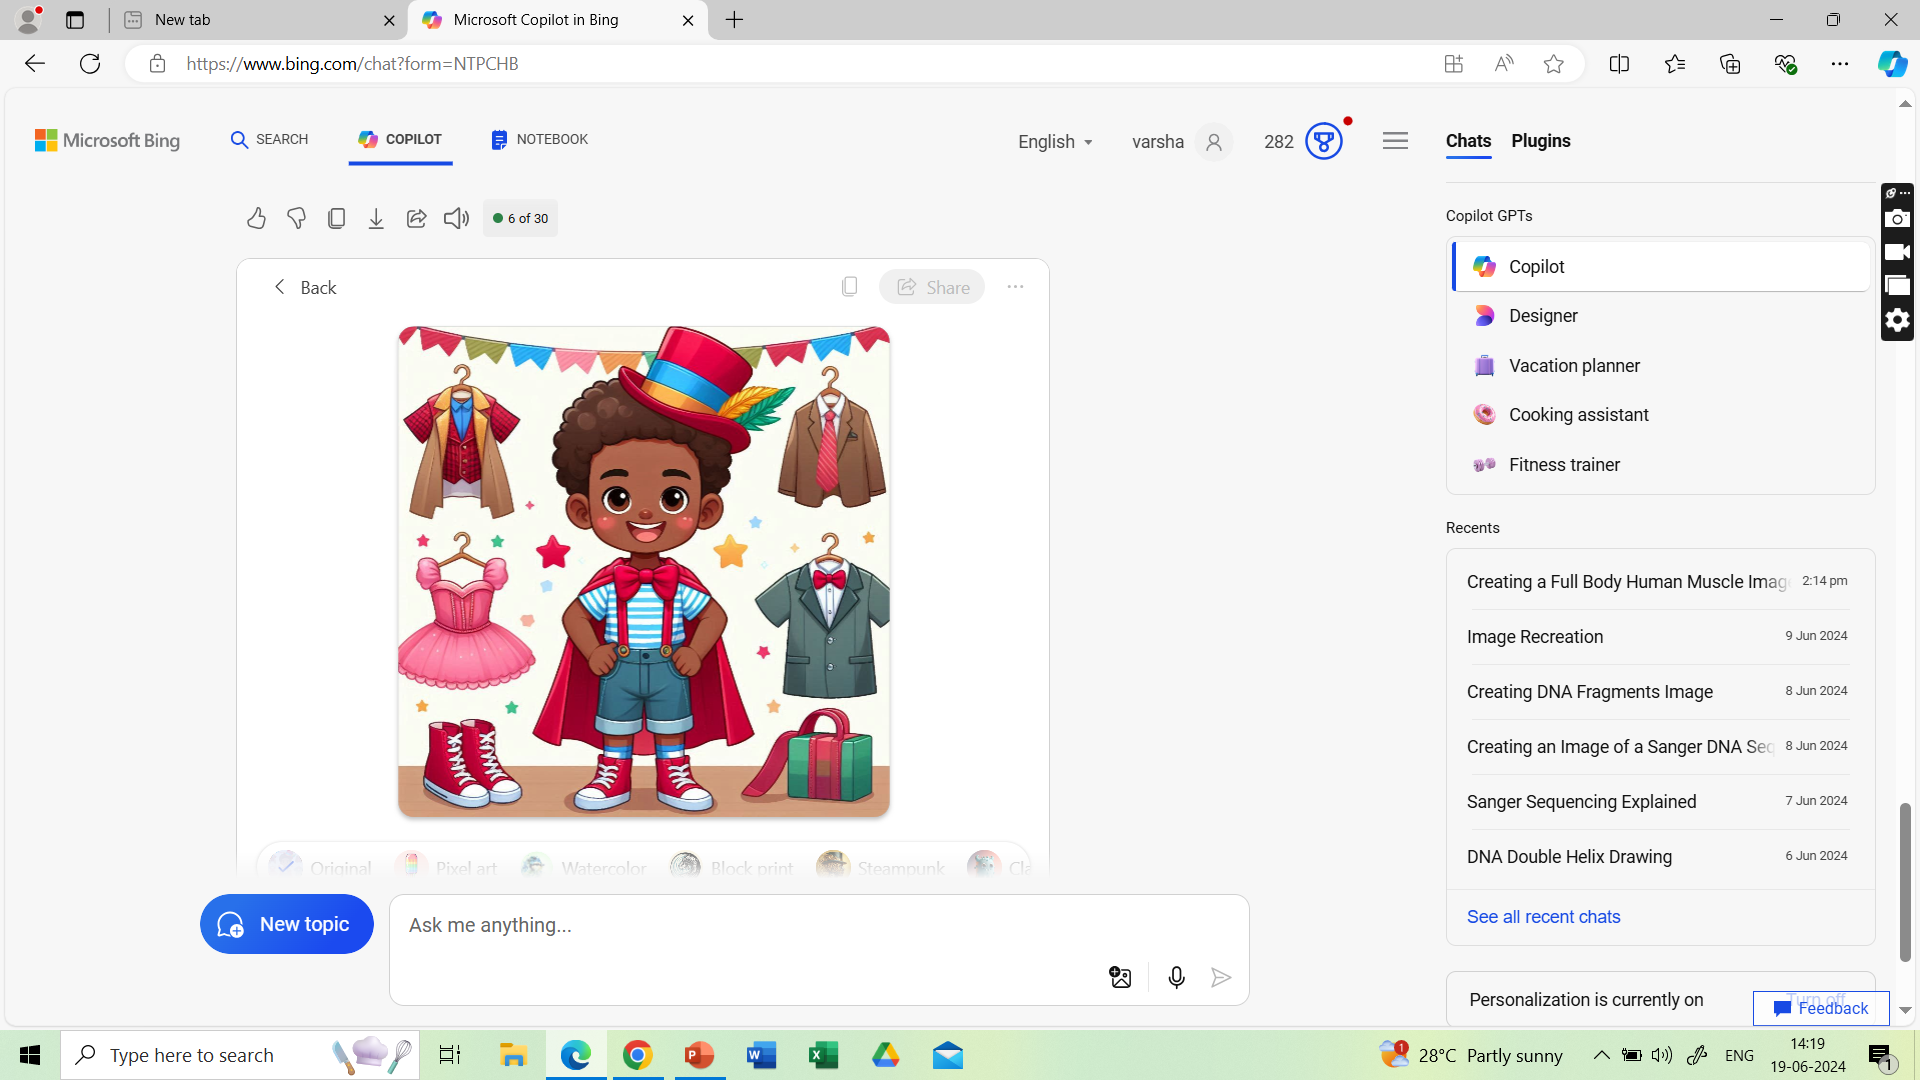 New tab
Microsoft Copilot in Bing
https://www.bing.com/chat?form=NTPCHB
Microsoft Bing
SEARCH
COPILOT
NOTEBOOK
English
varsha
282
Chats
Plugins
6 of 30
Back
Share
Copilot GPTs
Copilot
Designer
Vacation planner
Cooking assistant
Fitness trainer
Recents
Creating a Full Body Human Muscle Imag 2:14 pm
Image Recreation 9 Jun 2024
Creating DNA Fragments Image 8 Jun 2024
Creating an Image of a Sanger DNA Seq 8 Jun 2024
Sanger Sequencing Explained 7 Jun 2024
DNA Double Helix Drawing 6 Jun 2024
See all recent chats
Original
Pixel art
Watercolor
Block print
Steampunk
Cla
New topic
Ask me anything...
Personalization is currently on
Turn off
Feedback
Type here to search
1
28°C Partly sunny
ENG
14:19
19-06-2024
1